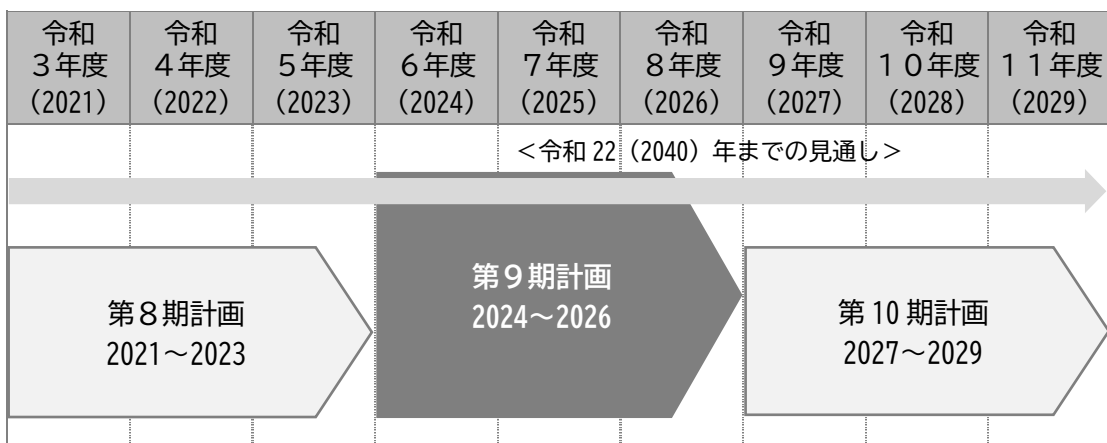 令和
３年度
（2021）
令和
４年度
（2022）
令和
５年度
（2023）
令和
６年度
（2024）
令和
７年度
（2025）
令和
８年度
（2026）
令和
９年度
（2027）
令和
１０年度
（2028）
令和
１１年度
（2029）
＜令和 22（2040）年までの見通し＞
第８期計画
2021～2023
第９期計画
2024～2026
第 10 期計画
2027～2029